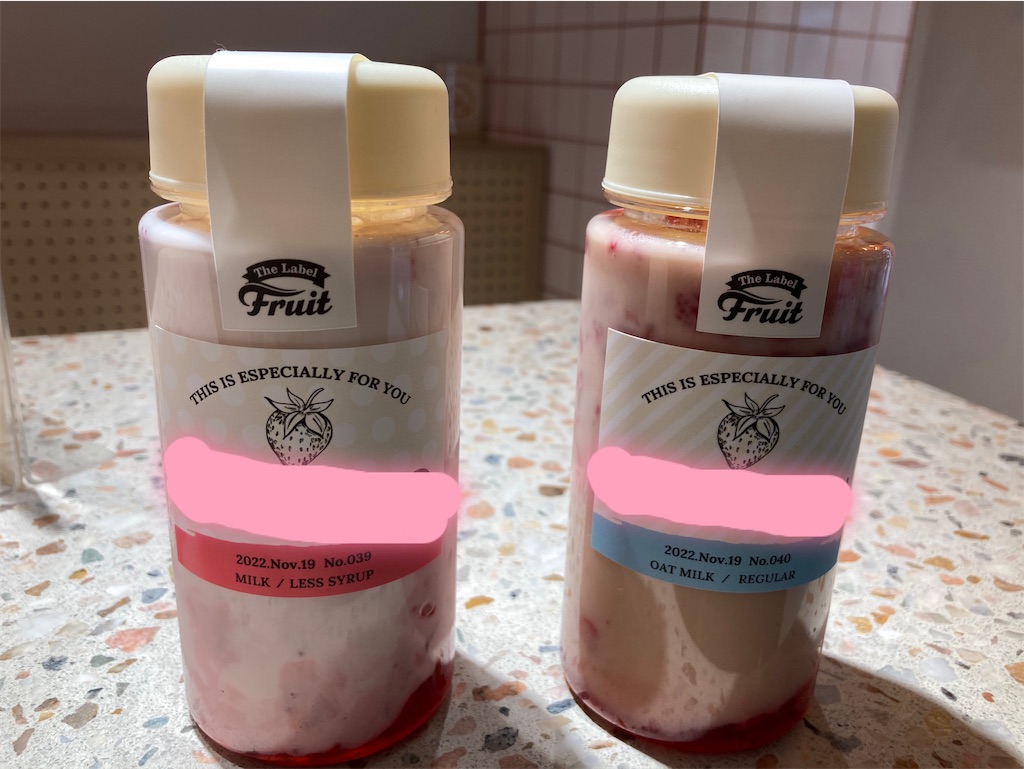 The Label
Fruit
THIS IS ESPECIALLY FOR YOU
2022.Nov.19 No.039
MILK / LESS SYRUP
The Label
Fruit
THIS IS ESPECIALLY FOR YOU
2022.Nov.19 No.040
OAT MILK / REGULAR